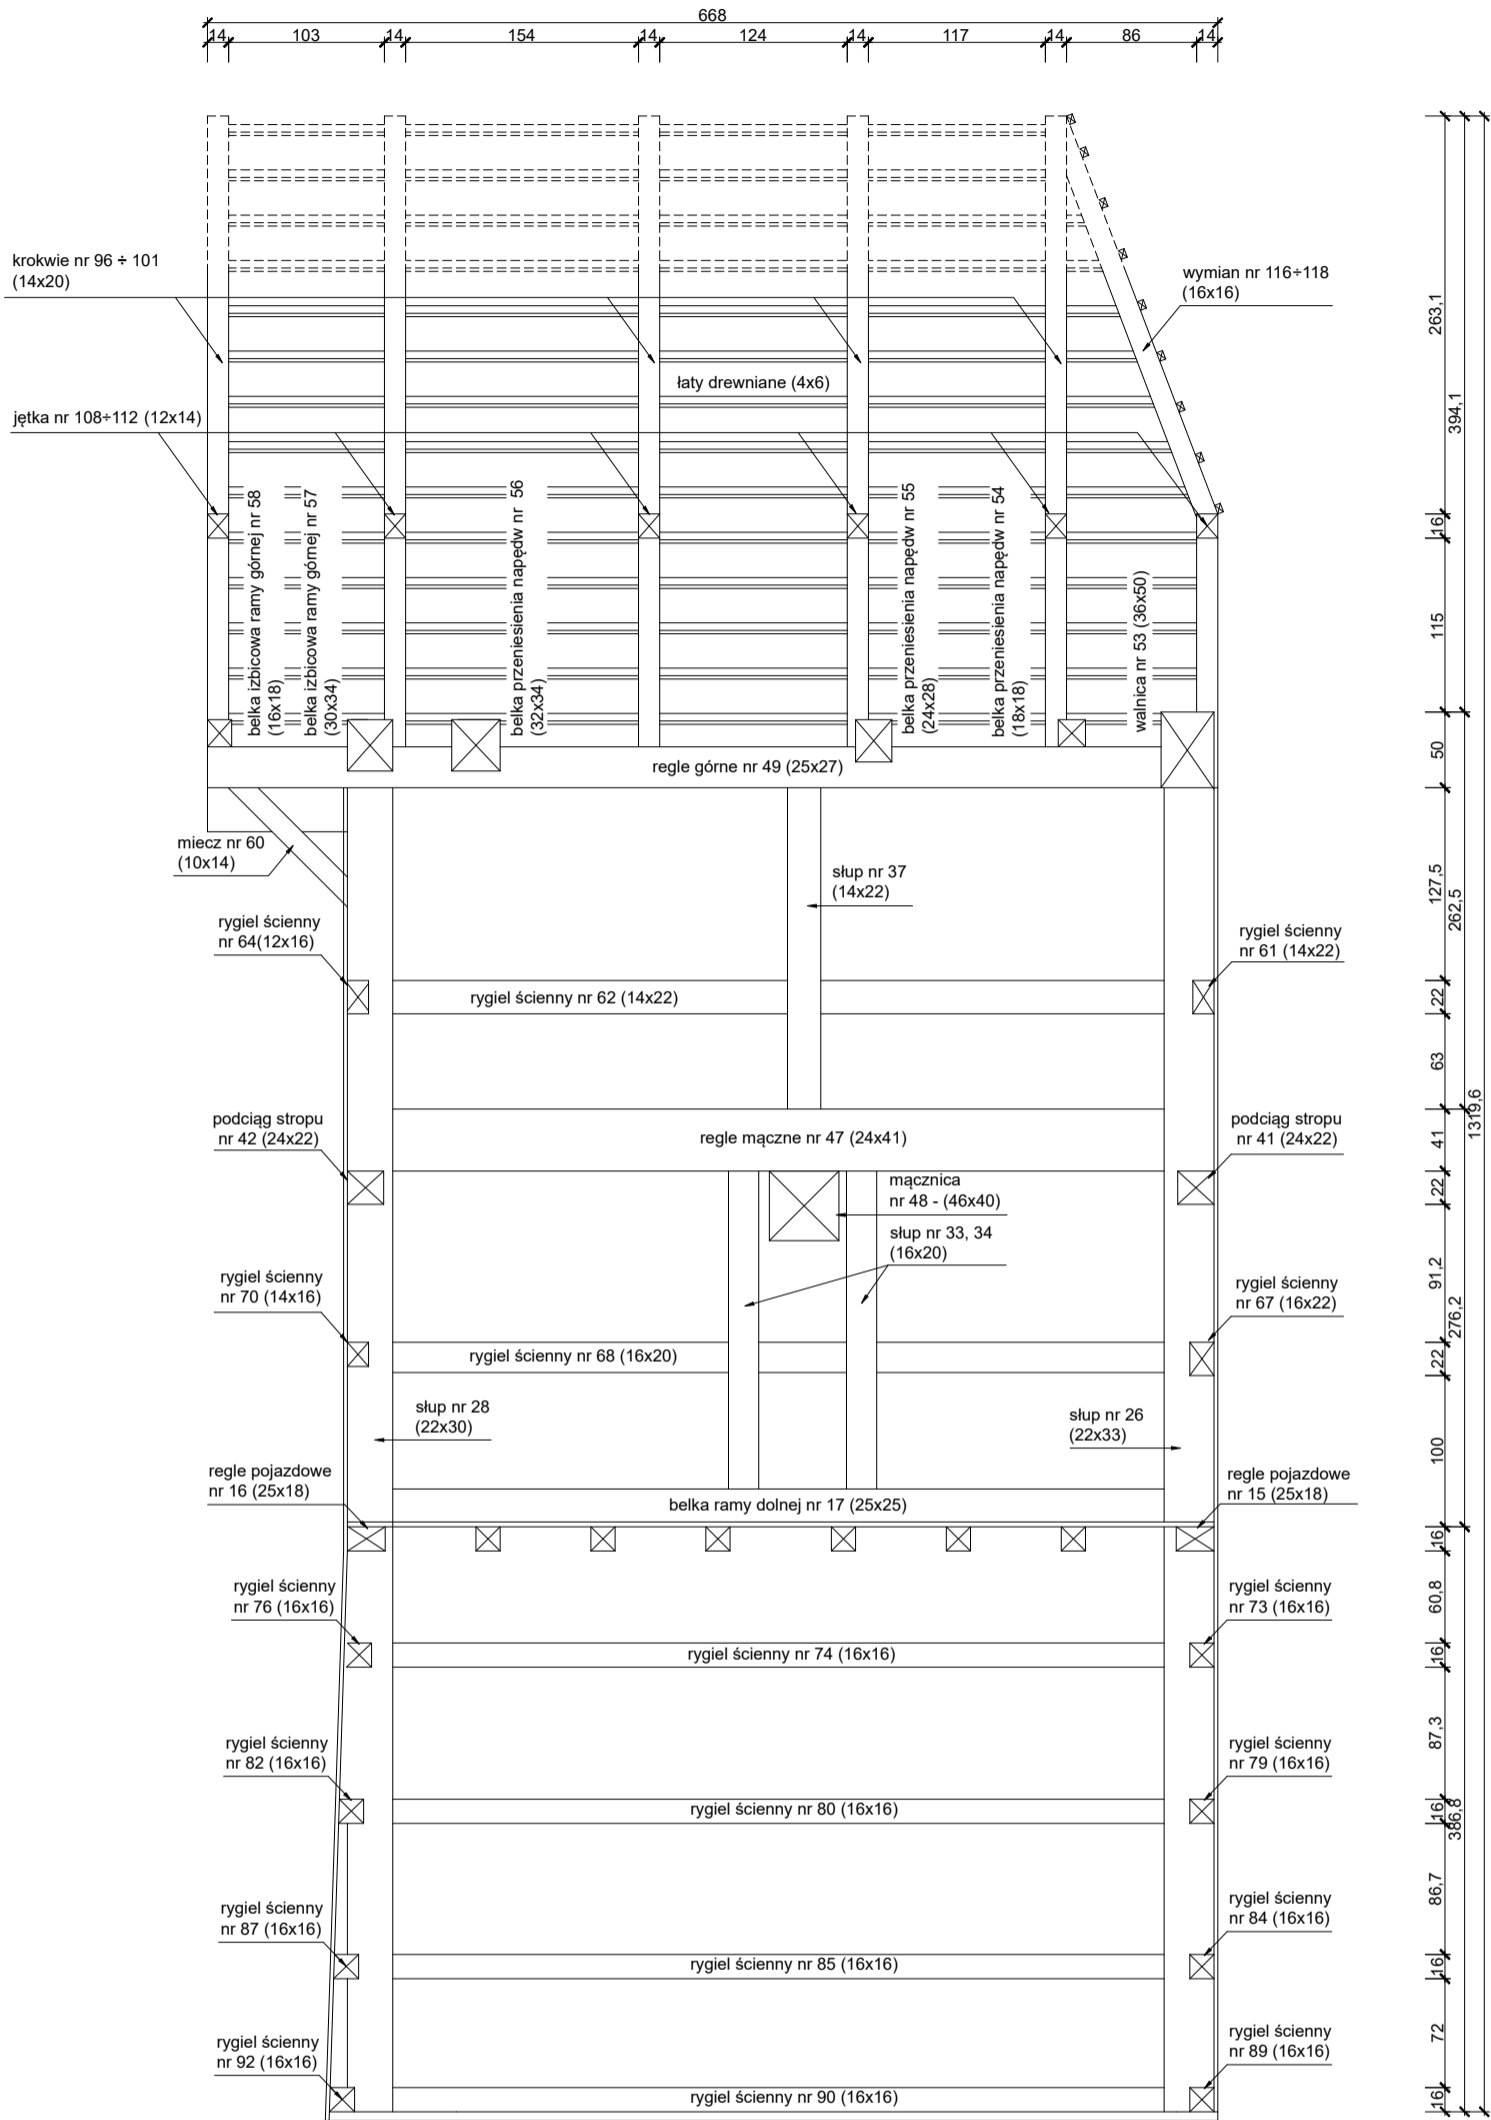 668
14 103 14 154 14 124 14 117 14 86 14
krokwie nr 96 ÷ 101
(14x20)
wymian nr 116÷118
(16x16)
łaty drewniane (4x6)
jętka nr 108÷112 (12x14)
belka izbicowa ramy górnej nr 58
(16x18)
belka izbicowa ramy górnej nr 57
(30x34)
belka przeniesienia napędw nr 56
(32x34)
belka przeniesienia napędw nr 55
(24x28)
belka przeniesienia napędw nr 54
(18x18)
walnica nr 53 (36x50)
regle górne nr 49 (25x27)
miecz nr 60
(10x14)
słup nr 37
(14x22)
rygiel ścienny
nr 64(12x16)
rygiel ścienny
nr 61 (14x22)
rygiel ścienny nr 62 (14x22)
podciąg stropu
nr 42 (24x22)
regle mączne nr 47 (24x41)
podciąg stropu
nr 41 (24x22)
mącznica
nr 48 - (46x40)
słup nr 33, 34
(16x20)
rygiel ścienny
nr 70 (14x16)
rygiel ścienny
nr 67 (16x22)
rygiel ścienny nr 68 (16x20)
słup nr 28
(22x30)
słup nr 26
(22x33)
regle pojazdowe
nr 16 (25x18)
belka ramy dolnej nr 17 (25x25)
regle pojazdowe
nr 15 (25x18)
rygiel ścienny
nr 76 (16x16)
rygiel ścienny
nr 73 (16x16)
rygiel ścienny nr 74 (16x16)
rygiel ścienny
nr 82 (16x16)
rygiel ścienny
nr 79 (16x16)
rygiel ścienny nr 80 (16x16)
rygiel ścienny
nr 87 (16x16)
rygiel ścienny
nr 84 (16x16)
rygiel ścienny nr 85 (16x16)
rygiel ścienny
nr 92 (16x16)
rygiel ścienny
nr 89 (16x16)
rygiel ścienny nr 90 (16x16)
263,1
16
115
50
127,5
22
63
41
22
91,2
22
100
16
60,8
16
87,3
16
86,7
16
72
16
394,1
262,5
276,2
386,8
1319,6